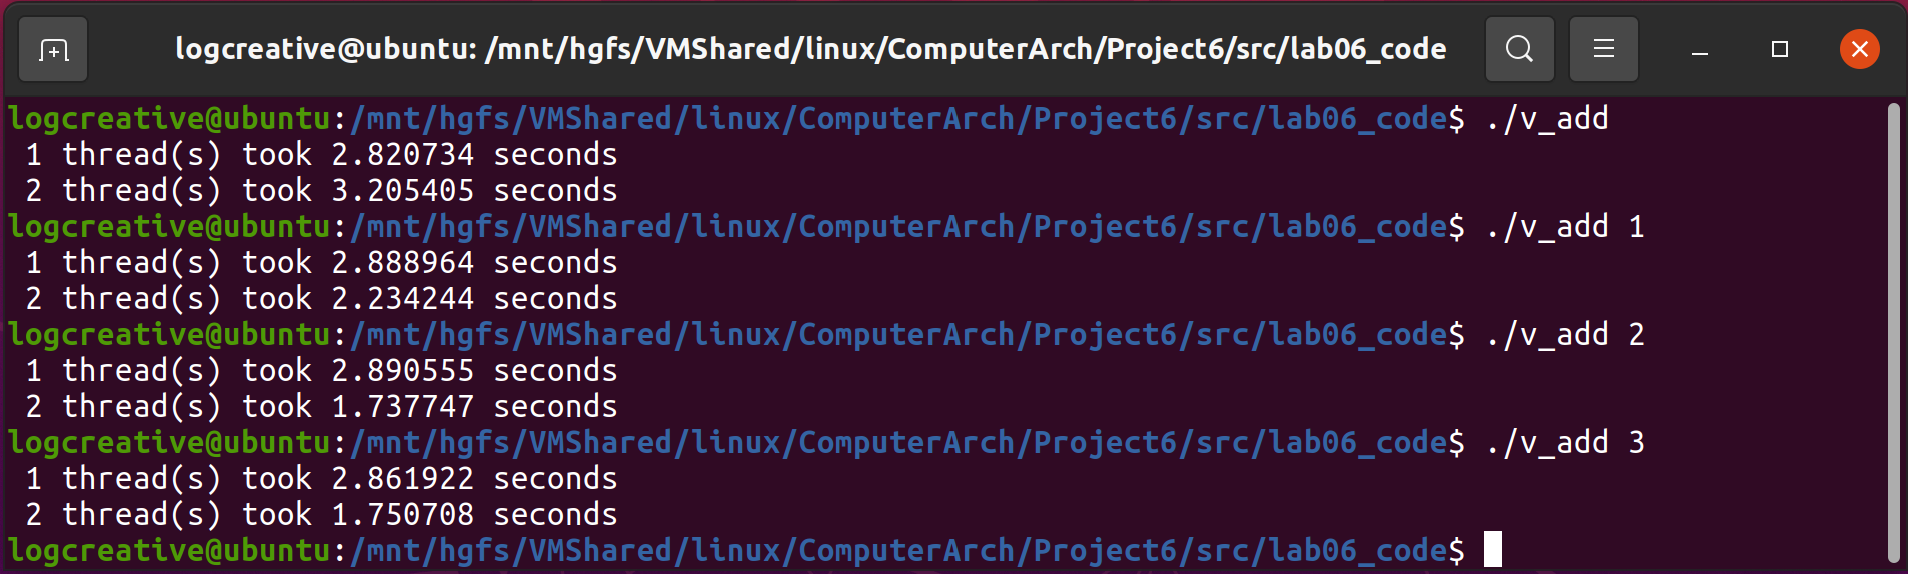 logcreative@ubuntu: /mnt/hgfs/VMShared/linux/ComputerArch/Project6/src/lab06_code
logcreative@ubuntu:/mnt/hgfs/VMShared/linux/ComputerArch/Project6/src/lab06_code$ ./v_add
1 thread(s) took 2.820734 seconds
2 thread(s) took 3.205405 seconds
logcreative@ubuntu:/mnt/hgfs/VMShared/linux/ComputerArch/Project6/src/lab06_code$ ./v_add 1
1 thread(s) took 2.888964 seconds
2 thread(s) took 2.234244 seconds
logcreative@ubuntu:/mnt/hgfs/VMShared/linux/ComputerArch/Project6/src/lab06_code$ ./v_add 2
1 thread(s) took 2.890555 seconds
2 thread(s) took 1.737747 seconds
logcreative@ubuntu:/mnt/hgfs/VMShared/linux/ComputerArch/Project6/src/lab06_code$ ./v_add 3
1 thread(s) took 2.861922 seconds
2 thread(s) took 1.750708 seconds
logcreative@ubuntu:/mnt/hgfs/VMShared/linux/ComputerArch/Project6/src/lab06_code$